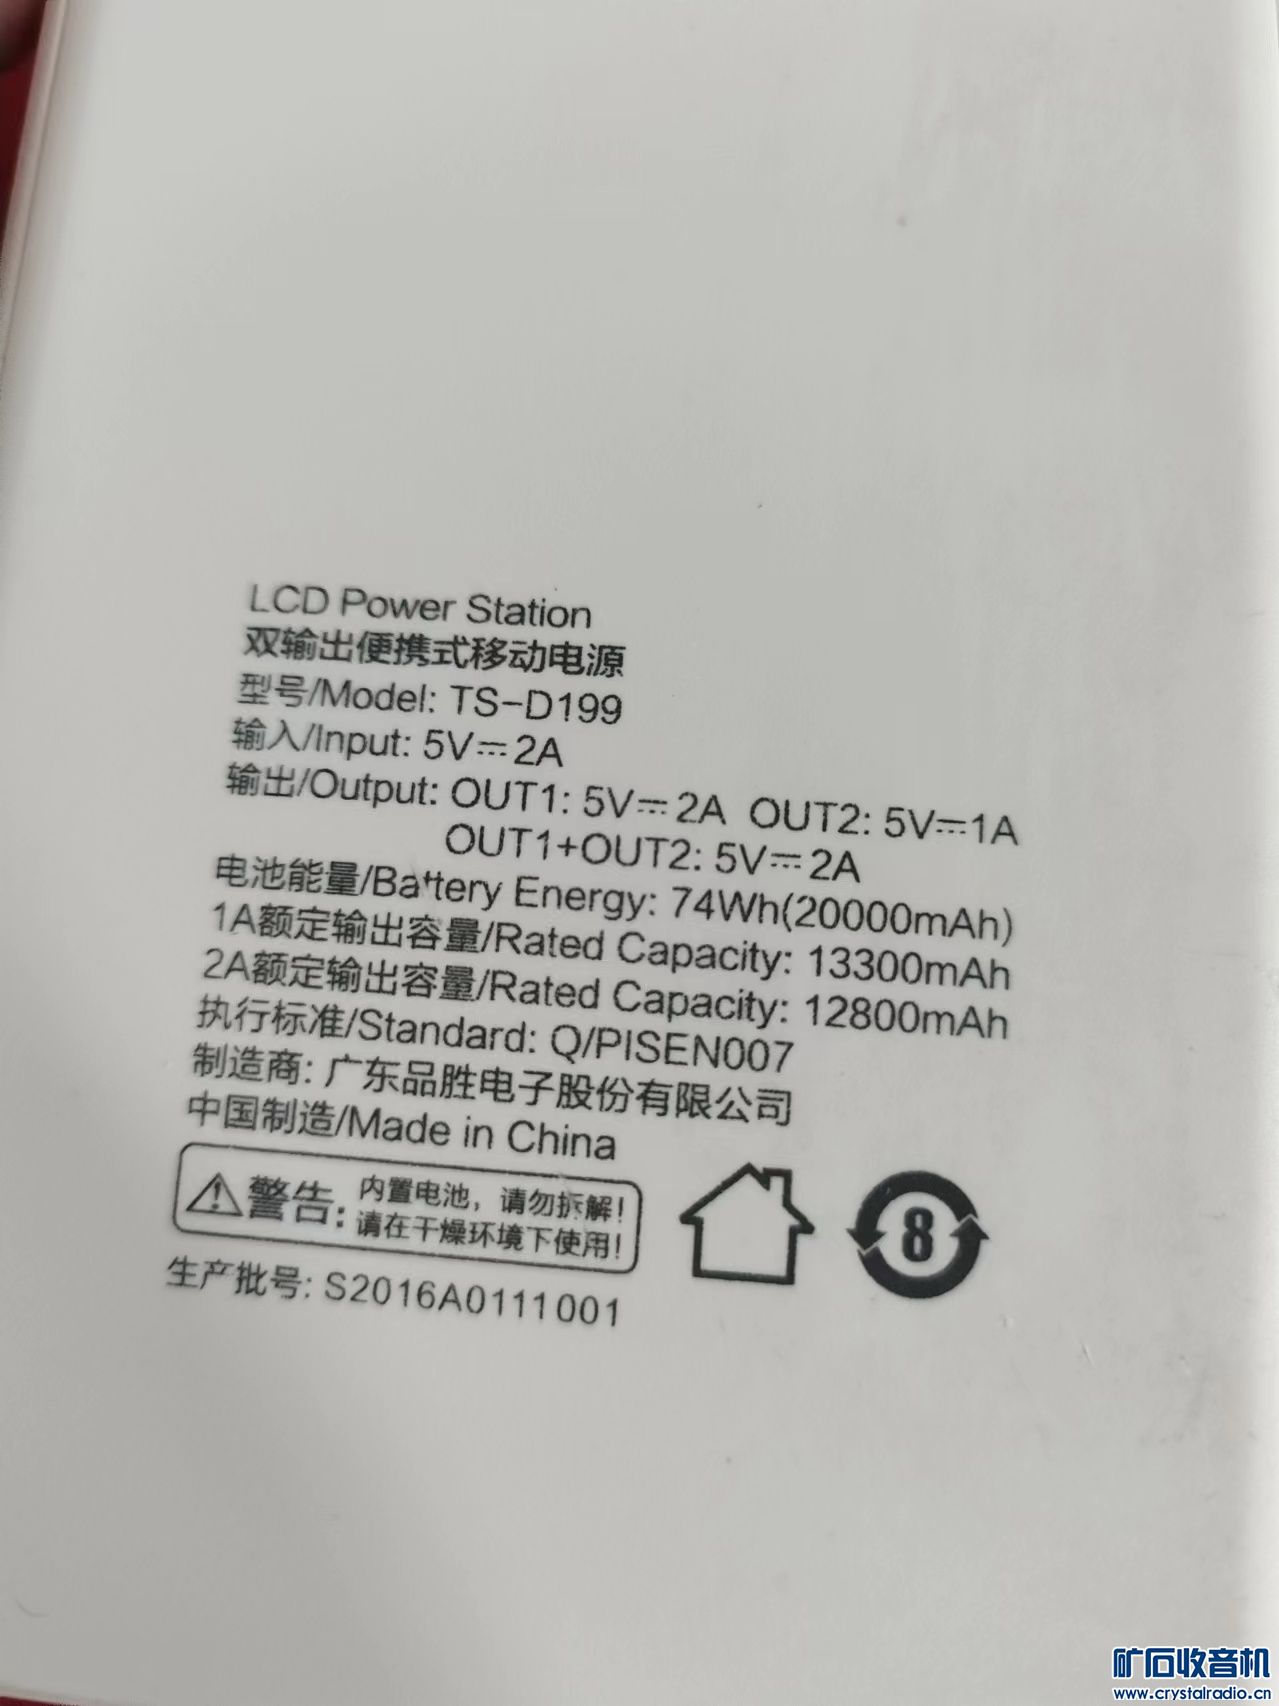 LCD Power Station
双输出便携式移动电源
型号/Model: TS-D199
输入/Input: 5V⎓2A
输出/Output: OUT1: 5V⎓2A OUT2: 5V⎓1A
OUT1+OUT2: 5V⎓2A
电池能量/Battery Energy: 74Wh(20000mAh)
1A额定输出容量/Rated Capacity: 13300mAh
2A额定输出容量/Rated Capacity: 12800mAh
执行标准/Standard: Q/PISEN007
制造商: 广东品胜电子股份有限公司
中国制造/Made in China
警告: 内置电池，请勿拆解！
请在干燥环境下使用！
8
生产批号: S2016A0111001
矿石收音机
www.crystalradio.cn